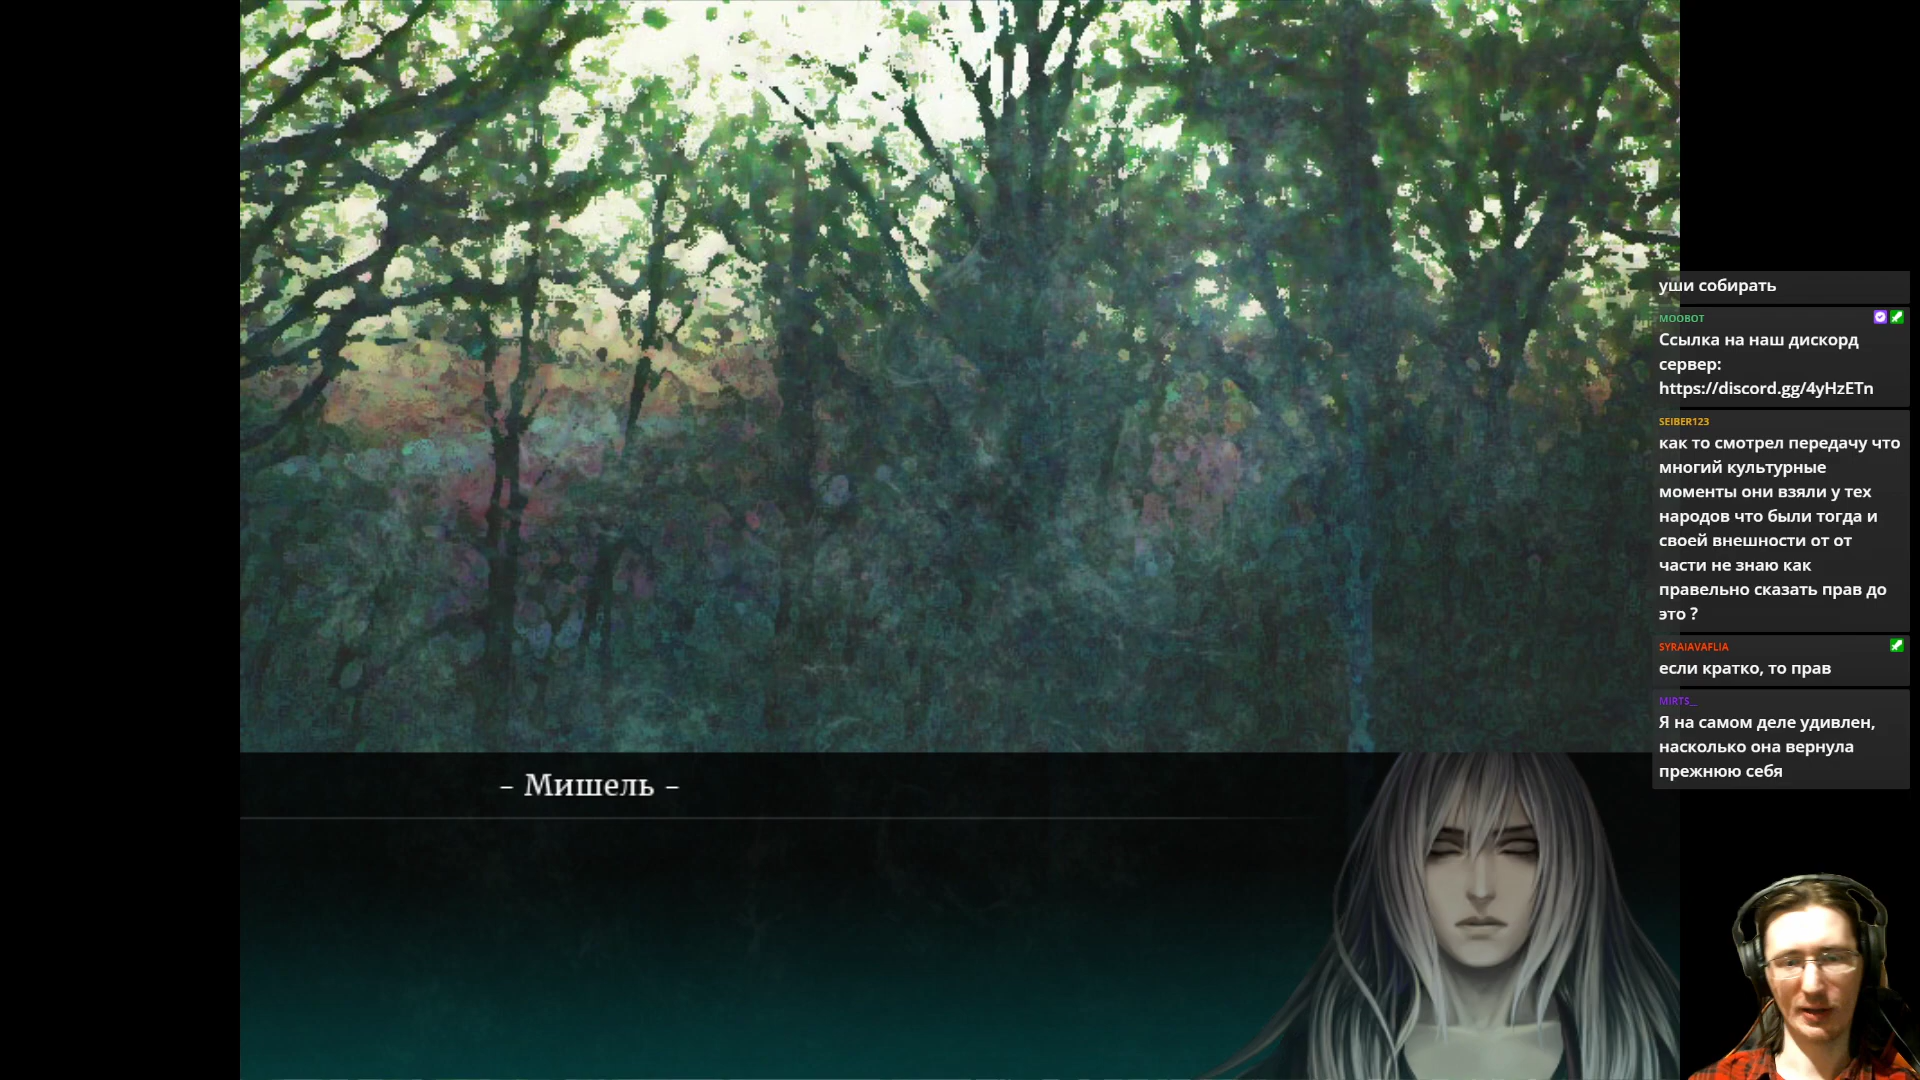 уши собирать
MOOBOT
Ссылка на наш дискорд
сервер:
https://discord.gg/4yHzETn
SEIBER123
как то смотрел передачу что
многий культурные
моменты они взяли у тех
народов что были тогда и
своей внешности от от
части не знаю как
правельно сказать прав до
это ?
SYRAIAVAFLIA
если кратко, то прав
MIRTS__
Я на самом деле удивлен,
насколько она вернула
прежнюю себя
- Мишель -